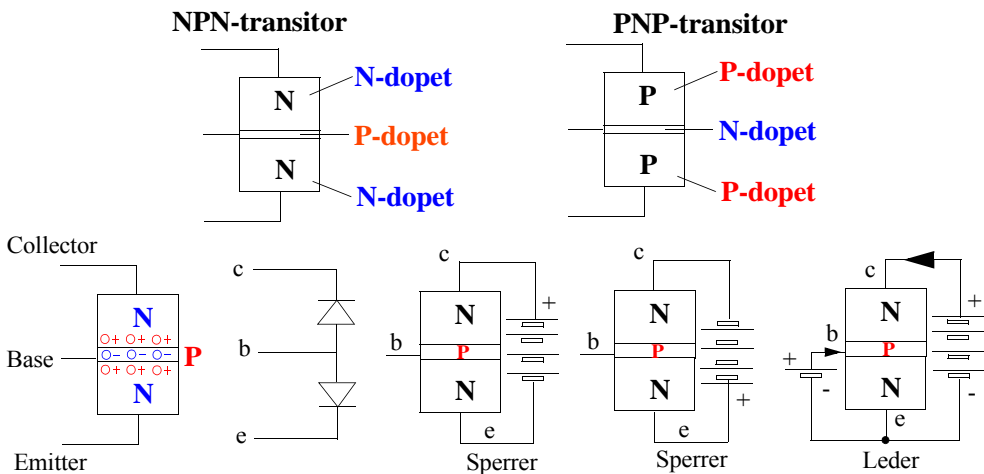 NPN-transitor
PNP-transitor
N
N-dopet
P-dopet
N
N-dopet
P
P-dopet
N-dopet
P
P-dopet
Collector
N
+ + +
- - -
+ + +
Base
P
N
Emitter
c
b
e
c
+
N
b
P
N
e
Sperrer
c
N
b
P
N
+
e
Sperrer
c
+
N
b
+
P
N
-
-
e
Leder